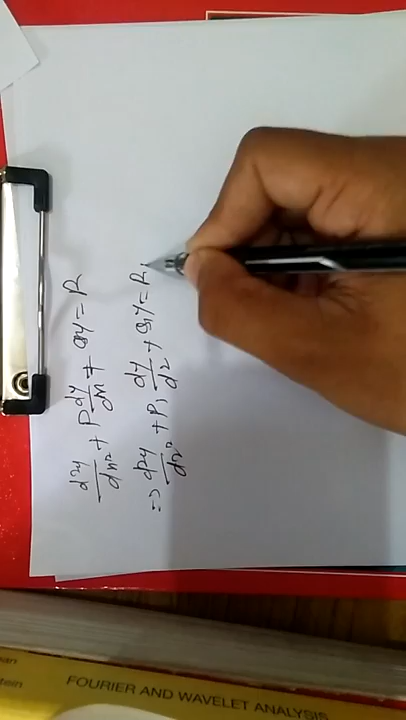 d²y/dx² + P dy/dx + Qy = R
=> d²y/dz² + P₁ dy/dz + Q₁y = R₁
FOURIER AND WAVELET ANALYSIS